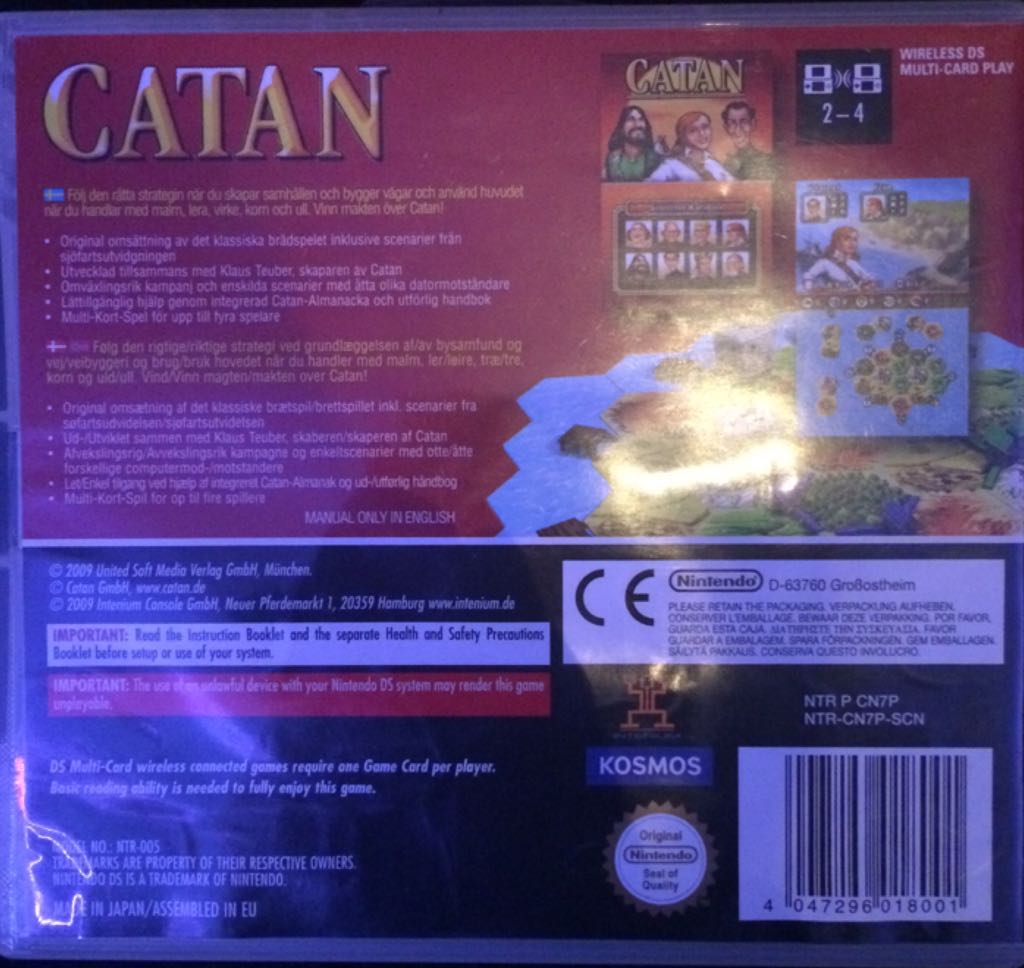 CATAN
Följ den rätta strategin när du skapar samhällen och bygger vägar och använd huvudet
när du handlar med malm, lera, virke, korn och ull. Vinn makten över Catan!
• Original omsättning av det klassiska brädspelet inklusive scenarier från
sjöfartsutvidgningen
• Utvecklad tillsammans med Klaus Teuber, skaparen av Catan
• Omväxlingsrik kampanj och enskilda scenarier med åtta olika datormotståndare
• Lättillgänglig hjälp genom integrerad Catan-Almanacka och utförlig handbok
• Multi-Kort-Spel för upp till fyra spelare
Følg den rigtige/riktige strategi ved grundlæggelsen af/av bysamfund og
vej/veibyggeri og brug/bruk hovedet når du handler med malm, ler/leire, træ/tre,
korn og uld/ull. Vind/Vinn magten/makten over Catan!
• Original omsætning af det klassiske brætspil/brettspillet inkl. scenarier fra
søfartsudvidelsen/sjøfartsutvidelsen
• Ud-/Utviklet sammen med Klaus Teuber, skaberen/skaperen af Catan
• Afvekslingsrig/Avvekslingsrik kampagne og enkeltscenarier med otte/åtte
forskellige computermod-/motstandere
• Let/Enkel tilgang ved hjælp af integreret Catan-Almanak og ud-/utførlig håndbog
• Multi-Kort-Spil for op til fire spillere
MANUAL ONLY IN ENGLISH
CATAN
WIRELESS DS
MULTI-CARD PLAY
2–4
© 2009 United Soft Media Verlag GmbH, München.
© Catan GmbH, www.catan.de
© 2009 Intenium Console GmbH, Neuer Pferdemarkt 1, 20359 Hamburg www.intenium.de
IMPORTANT: Read the Instruction Booklet and the separate Health and Safety Precautions
Booklet before setup or use of your system.
IMPORTANT: The use of an unlawful device with your Nintendo DS system may render this game
unplayable.
DS Multi-Card wireless connected games require one Game Card per player.
Basic reading ability is needed to fully enjoy this game.
MODEL NO.: NTR-005
TRADEMARKS ARE PROPERTY OF THEIR RESPECTIVE OWNERS.
NINTENDO DS IS A TRADEMARK OF NINTENDO.
MADE IN JAPAN/ASSEMBLED IN EU
CE Nintendo D-63760 Großostheim
PLEASE RETAIN THE PACKAGING. VERPACKUNG AUFHEBEN.
CONSERVER L'EMBALLAGE. BEWAAR DEZE VERPAKKING. POR FAVOR,
GUARDA ESTA CAJA. ΔΙΑΤΗΡΗΣΤΕ ΤΗΝ ΣΥΣΚΕΥΑΣΙΑ. FAVOR
GUARDAR A EMBALAGEM. SPARA FÖRPACKNINGEN. GEM EMBALLAGEN.
SÄILYTÄ PAKKAUS. CONSERVA QUESTO INVOLUCRO.
NTR P CN7P
NTR-CN7P-SCN
KOSMOS
Original
Nintendo
Seal of
Quality
4 047296 018001